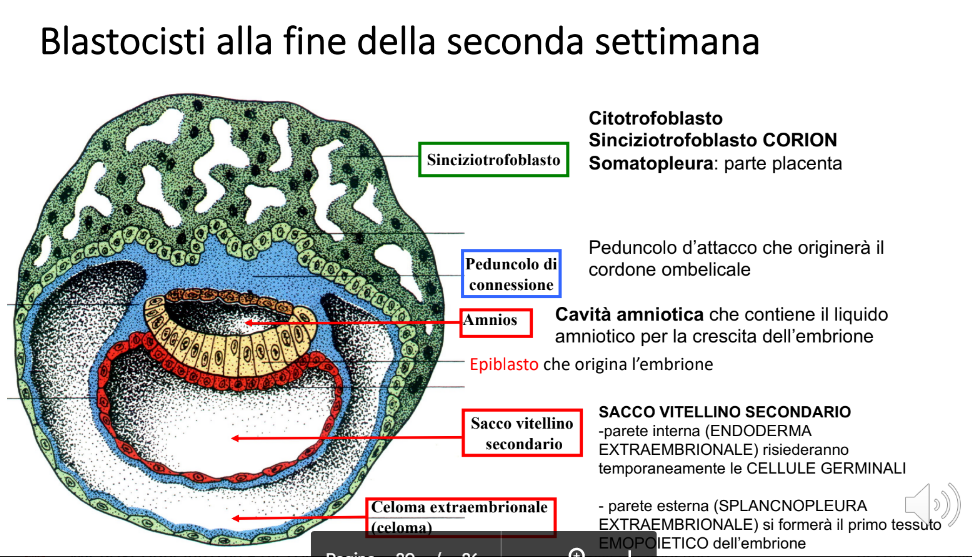 Blastocisti alla fine della seconda settimana
Citotrofoblasto
Sinciziotrofoblasto CORION
Somatopleura: parte placenta
Sinciziotrofoblasto
Peduncolo d'attacco che originerà il
cordone ombelicale
Peduncolo di
connessione
Amnios
Cavità amniotica che contiene il liquido
amniotico per la crescita dell'embrione
Epiblasto che origina l'embrione
Sacco vitellino
secondario
SACCO VITELLINO SECONDARIO
-parete interna (ENDODERMA
EXTRAEMBRIONALE) risiederanno
temporaneamente le CELLULE GERMINALI
Celoma extraembrionale
(celoma)
- parete esterna (SPLANCNOPLEURA
EXTRAEMBRIONALE) si formerà il primo tessuto
EMOPOIETICO dell'embrione